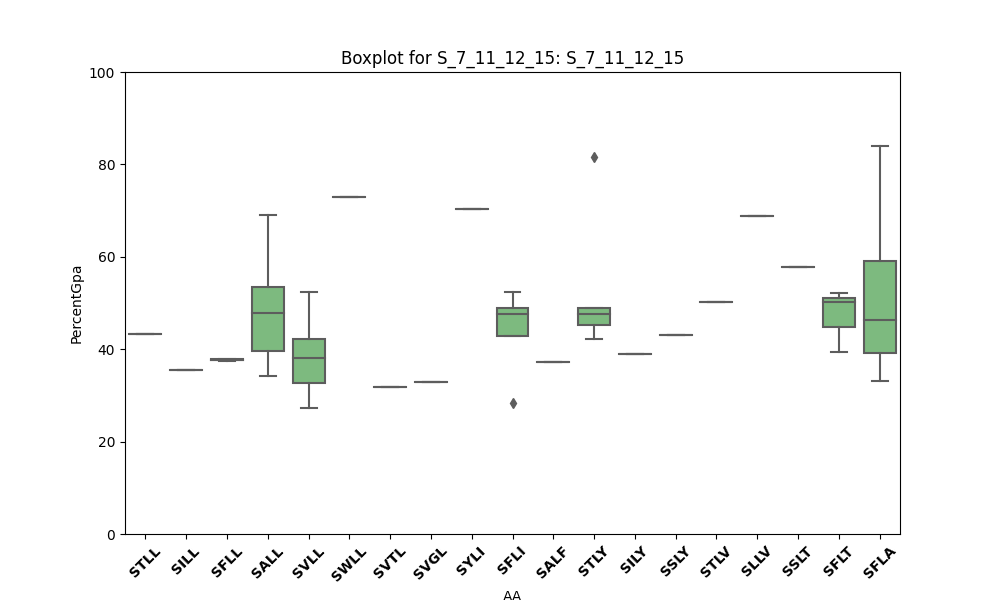 Boxplot for S_7_11_12_15: S_7_11_12_15
100
80
60
40
20
0
PercentGpa
STLL SILL SFLL SALL SVLL SWLL SVTL SVGL SYLI SFLI SALF STLY SILY SSLY STLV SLLV SSLT SFLT SFLA
AA